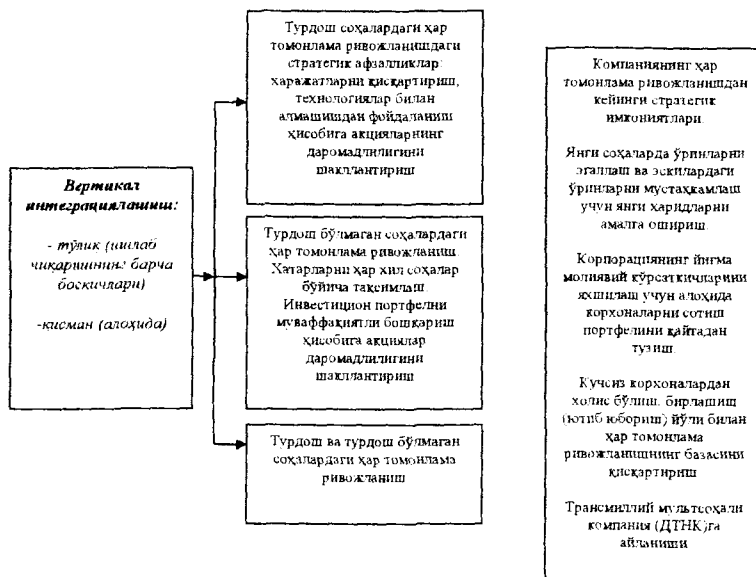 Вертикал
интеграциялашиш:
- тўлиқ (ишлаб
чиқаришнинг барча
босқичлари)
-қисман (алоҳида)
Турдош соҳалардаги ҳар
томонлама ривожланишдаги
стратегик афзалликлар:
харажатларни қисқартириш,
технологиялар билан
алмашишдан фойдаланиш
ҳисобига акцияларнинг
даромадлилигини
шакллантириш
Турдош бўлмаган соҳалардаги
ҳар томонлама ривожланиш.
Хатарларни ҳар хил соҳалар
бўйича тақсимлаш.
Инвестицион портфелни
муваффақиятли бошқариш
ҳисобига акциялар
даромадлилигини
шакллантириш
Турдош ва турдош бўлмаган
соҳалардаги ҳар томонлама
ривожланиш
Компаниянинг ҳар
томонлама ривожланишдан
кейинги стратегик
имкониятлари.
Янги соҳаларда ўринларни
эгаллаш ва эскилардаги
ўринларни мустаҳкамлаш
учун янги харидларни
амалга ошириш.
Корпорациянинг йиғма
молиявий кўрсаткичларини
яхшилаш учун алоҳида
корхоналарни сотиш
портфелини қайтадан
тузиш.
Кучсиз корхоналардан
холис бўлиш, бирлашиш
(ютиб юбориш) йўли билан
ҳар томонлама
ривожланишнинг базасини
қисқартириш
Трансмиллий мультсоҳали
компания (ДТНК)га
айланиши